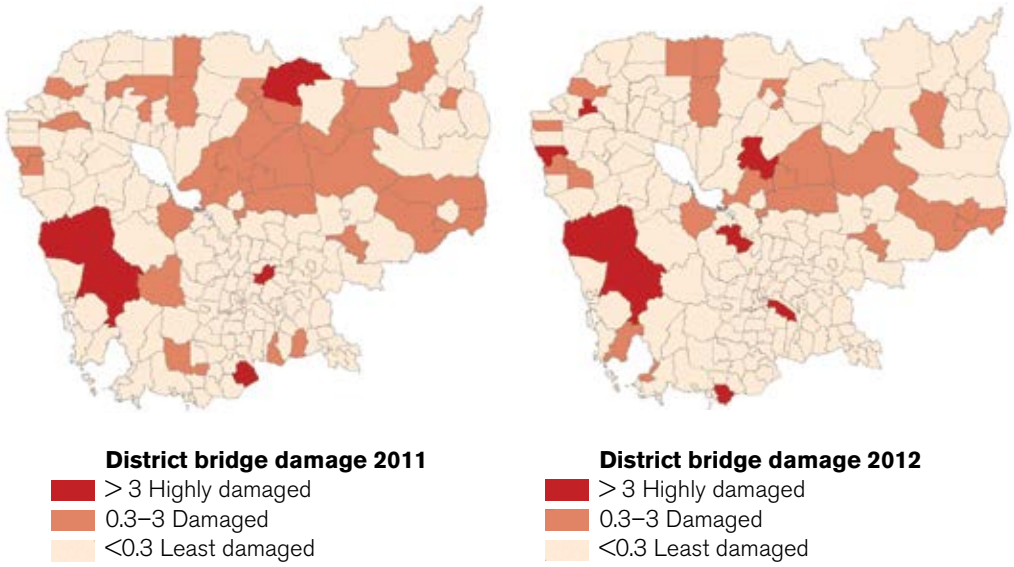 District bridge damage 2011
> 3 Highly damaged
0.3–3 Damaged
<0.3 Least damaged
District bridge damage 2012
> 3 Highly damaged
0.3–3 Damaged
<0.3 Least damaged